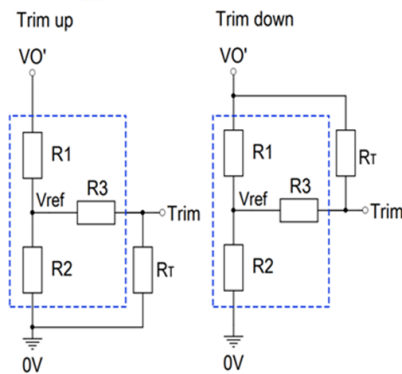 Trim up
VO'
R1
Vref
R3
Trim
R2
RT
0V
Trim down
VO'
R1
RT
Vref
R3
Trim
R2
0V